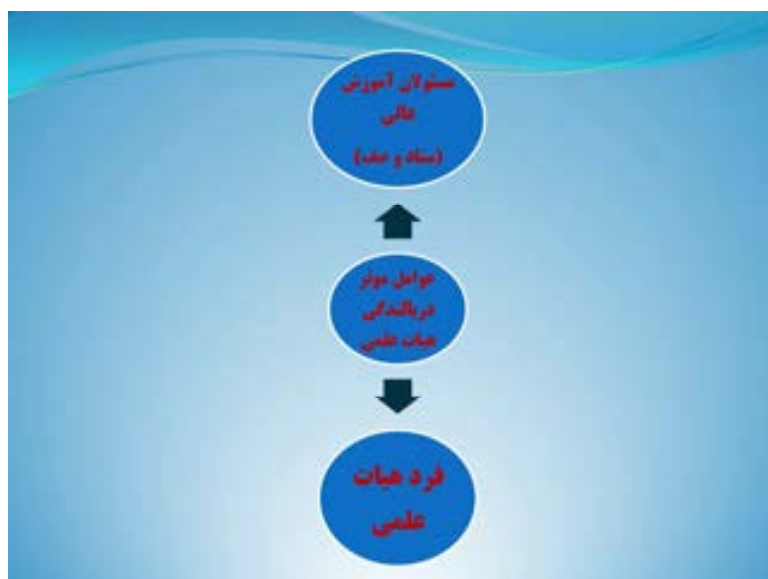 مسئولان آموزش
عالی
(ستاد و صف)
عوامل موثر
دربالندگی
هیات علمی
فرد هیات
علمی